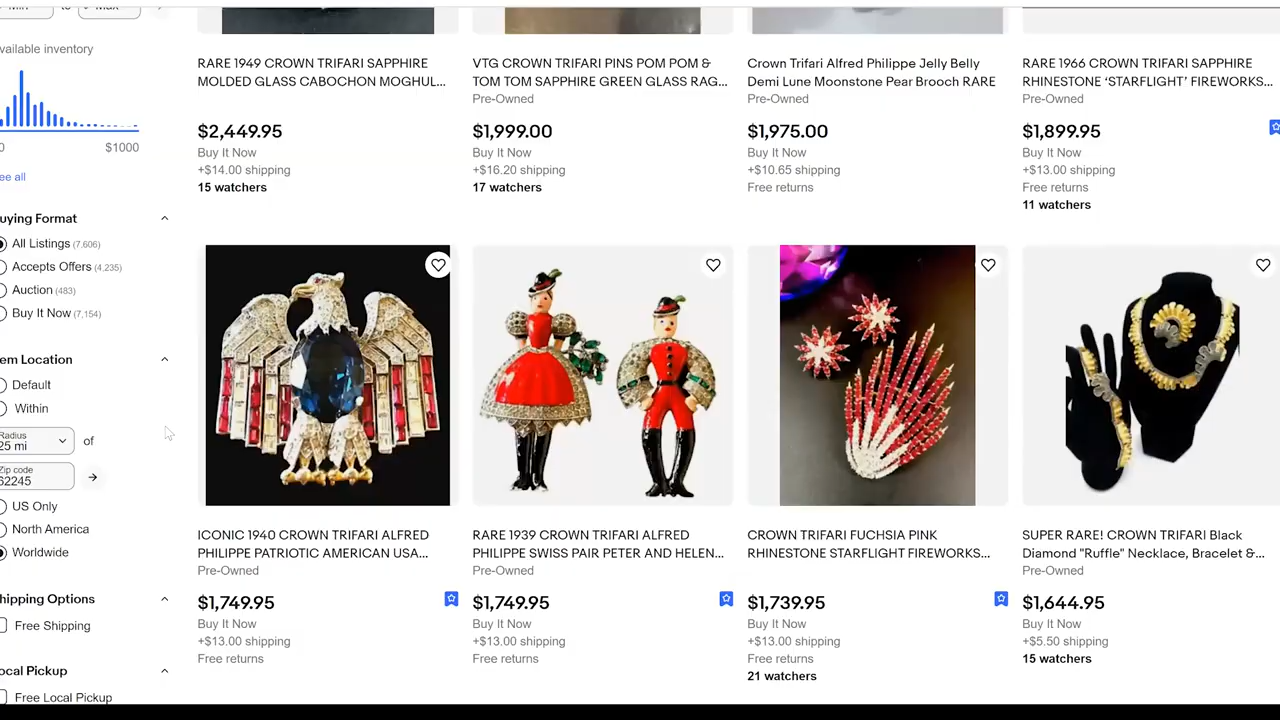 to
vailable inventory
0
$1000
ee all
uying Format
All Listings (7,606)
Accepts Offers (4,235)
Auction (483)
Buy It Now (7,154)
em Location
Default
Within
Radius
25 mi
of
Zip code
62245
US Only
North America
Worldwide
hipping Options
Free Shipping
ocal Pickup
Free Local Pickup
RARE 1949 CROWN TRIFARI SAPPHIRE
MOLDED GLASS CABOCHON MOGHUL...
$2,449.95
Buy It Now
+$14.00 shipping
15 watchers
VTG CROWN TRIFARI PINS POM POM &
TOM TOM SAPPHIRE GREEN GLASS RAG...
Pre-Owned
$1,999.00
Buy It Now
+$16.20 shipping
17 watchers
Crown Trifari Alfred Philippe Jelly Belly
Demi Lune Moonstone Pear Brooch RARE
Pre-Owned
$1,975.00
Buy It Now
+$10.65 shipping
Free returns
RARE 1966 CROWN TRIFARI SAPPHIRE
RHINESTONE ‘STARFLIGHT’ FIREWORKS...
Pre-Owned
$1,899.95
Buy It Now
+$13.00 shipping
Free returns
11 watchers
ICONIC 1940 CROWN TRIFARI ALFRED
PHILIPPE PATRIOTIC AMERICAN USA...
Pre-Owned
$1,749.95
Buy It Now
+$13.00 shipping
Free returns
RARE 1939 CROWN TRIFARI ALFRED
PHILIPPE SWISS PAIR PETER AND HELEN...
Pre-Owned
$1,749.95
Buy It Now
+$13.00 shipping
Free returns
CROWN TRIFARI FUCHSIA PINK
RHINESTONE STARFLIGHT FIREWORKS...
Pre-Owned
$1,739.95
Buy It Now
+$13.00 shipping
Free returns
21 watchers
SUPER RARE! CROWN TRIFARI Black
Diamond "Ruffle" Necklace, Bracelet &...
Pre-Owned
$1,644.95
Buy It Now
+$5.50 shipping
15 watchers